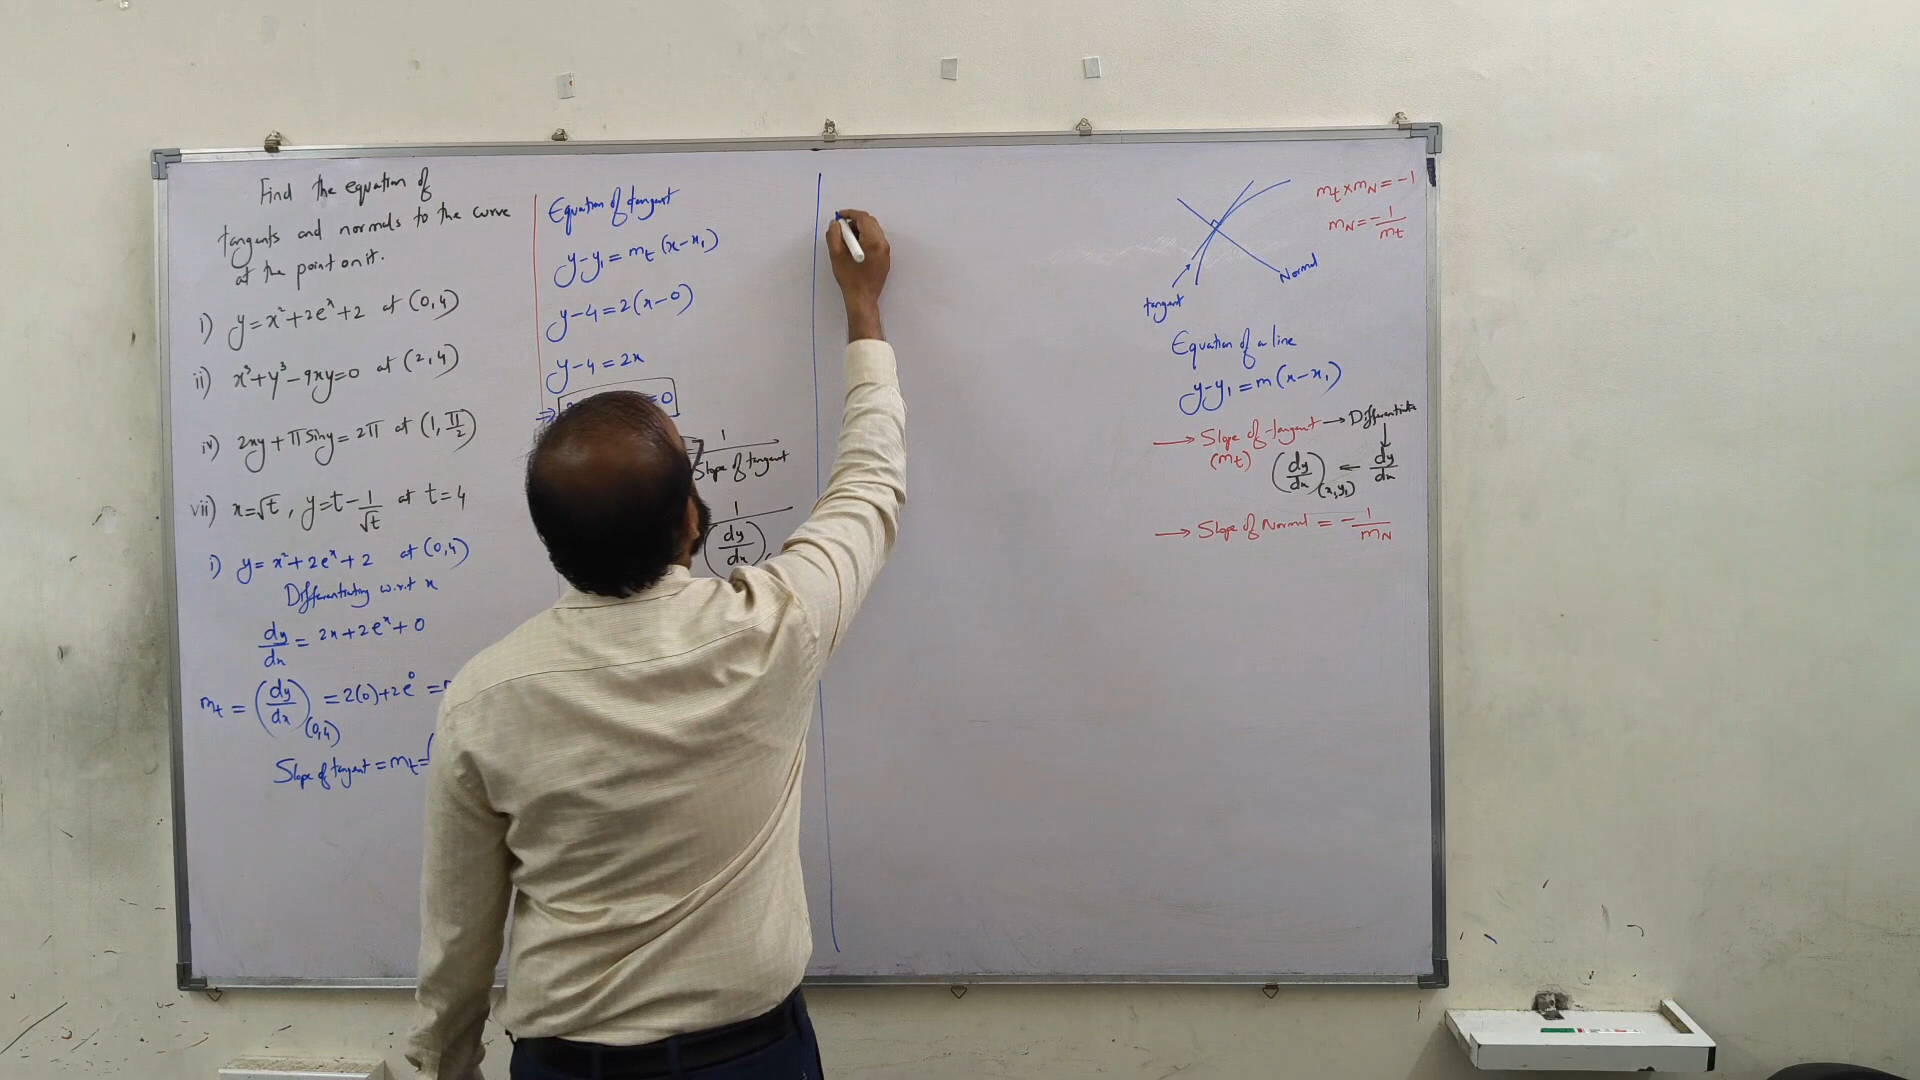 Find the equation of
tangents and normals to the curve
at the point on it.
i) y = x² + 2eˣ + 2 at (0,4)
ii) x³ + y³ - 9xy = 0 at (2,4)
iv) 2xy + π Sin y = 2π at (1, π/2)
vii) x = √t , y = t - 1/√t at t = 4
i) y = x² + 2eˣ + 2 at (0,4)
Differentiating w.r.t x
dy/dx = 2x + 2eˣ + 0
m_t = (dy/dx)_(0,4) = 2(0) + 2e⁰ =
Slope of tangent = m_t =
Equation of tangent
y - y₁ = m_t (x - x₁)
y - 4 = 2(x - 0)
y - 4 = 2x
⇒ = 0
1
Slope of tangent
1
(dy/dx)
m_t × m_N = -1
m_N = -1/m_t
Normal
tangent
Equation of a line
y - y₁ = m(x - x₁)
→ Slope of tangent → Differentiate
↓
(m_t) (dy/dx)_(x₁,y₁) ← dy/dx
→ Slope of Normal = -1/m_N